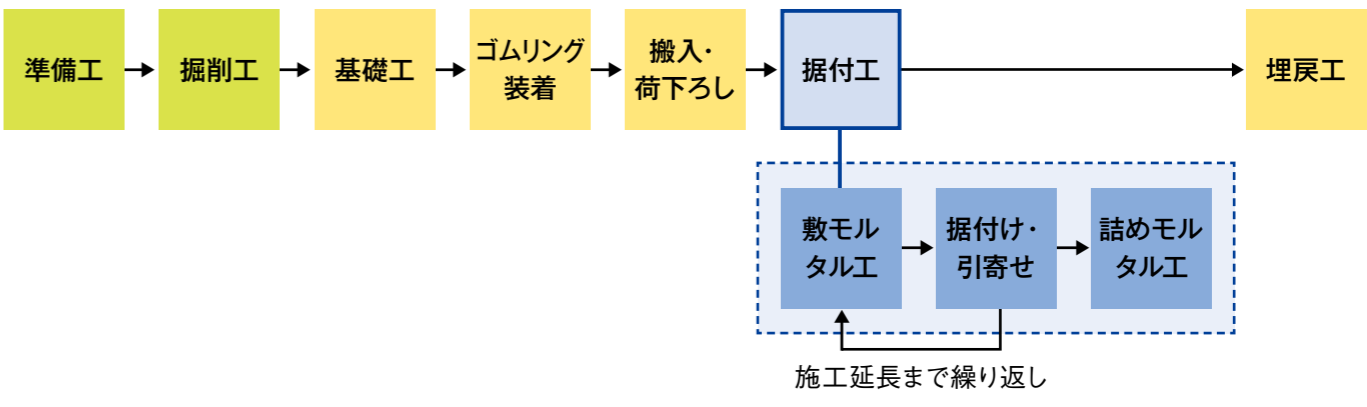 準備工
掘削工
基礎工
ゴムリング
装着
搬入・
荷下ろし
据付工
埋戻工
敷モル
タル工
据付け・
引寄せ
詰めモル
タル工
施工延長まで繰り返し